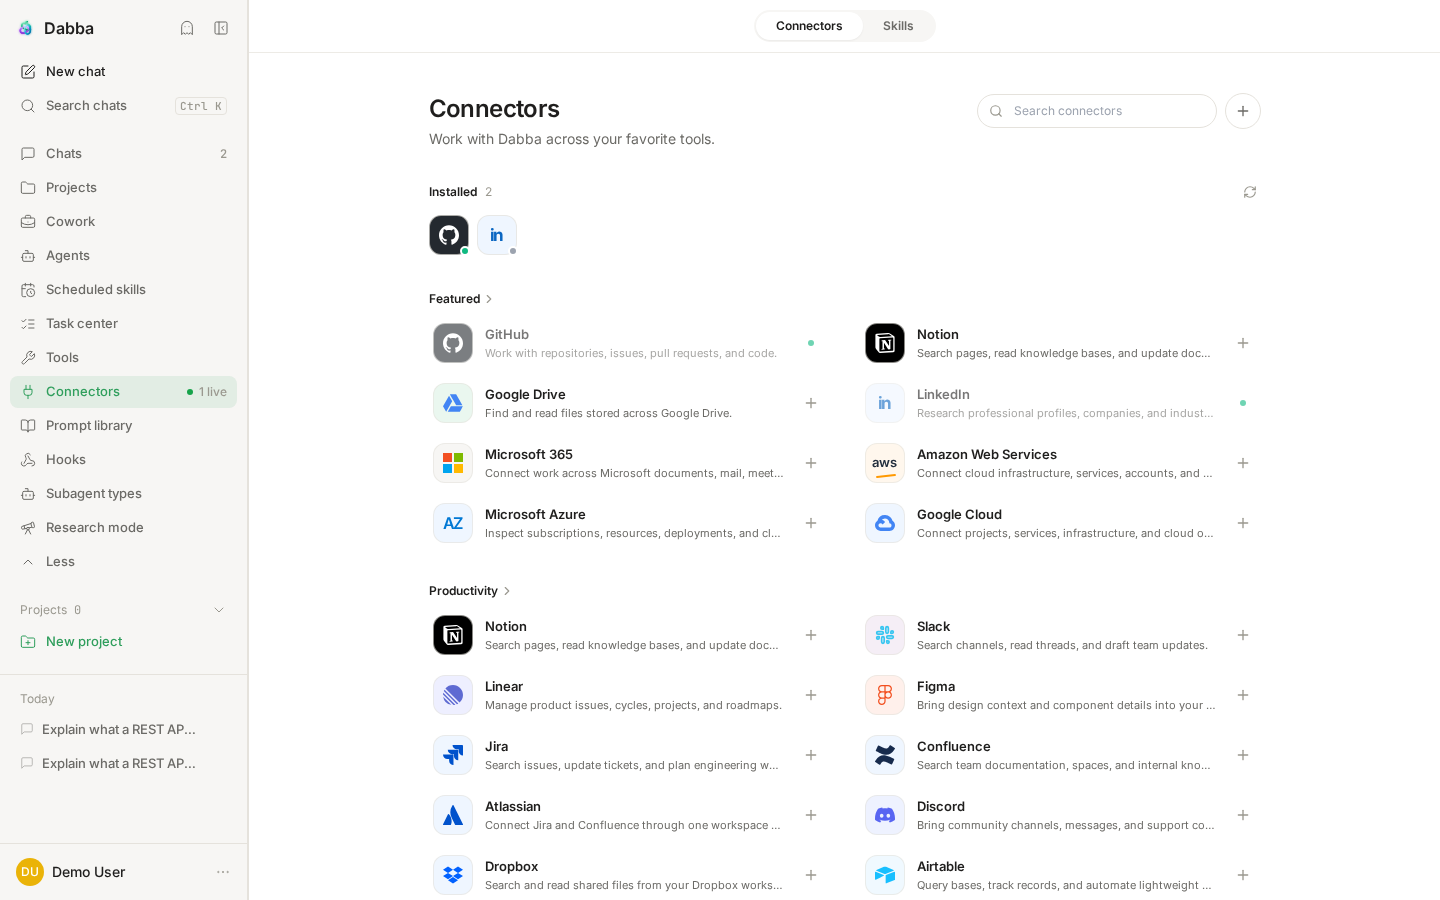 Dabba
New chat
Search chats
Ctrl K
Chats
2
Projects
Cowork
Agents
Scheduled skills
Task center
Tools
Connectors
1 live
Prompt library
Hooks
Subagent types
Research mode
Less
Projects 0
New project
Today
Explain what a REST AP...
Explain what a REST AP...
DU
Demo User
Connectors
Skills
Connectors
Work with Dabba across your favorite tools.
Search connectors
Installed 2
in
Featured
GitHub
Work with repositories, issues, pull requests, and code.
Notion
Search pages, read knowledge bases, and update doc...
Google Drive
Find and read files stored across Google Drive.
in
LinkedIn
Research professional profiles, companies, and indust...
Microsoft 365
Connect work across Microsoft documents, mail, meet...
aws
Amazon Web Services
Connect cloud infrastructure, services, accounts, and ...
AZ
Microsoft Azure
Inspect subscriptions, resources, deployments, and cl...
Google Cloud
Connect projects, services, infrastructure, and cloud o...
Productivity
Notion
Search pages, read knowledge bases, and update doc...
Slack
Search channels, read threads, and draft team updates.
Linear
Manage product issues, cycles, projects, and roadmaps.
Figma
Bring design context and component details into your ...
Jira
Search issues, update tickets, and plan engineering w...
Confluence
Search team documentation, spaces, and internal kno...
Atlassian
Connect Jira and Confluence through one workspace ...
Discord
Bring community channels, messages, and support co...
Dropbox
Search and read shared files from your Dropbox works...
Airtable
Query bases, track records, and automate lightweight ...